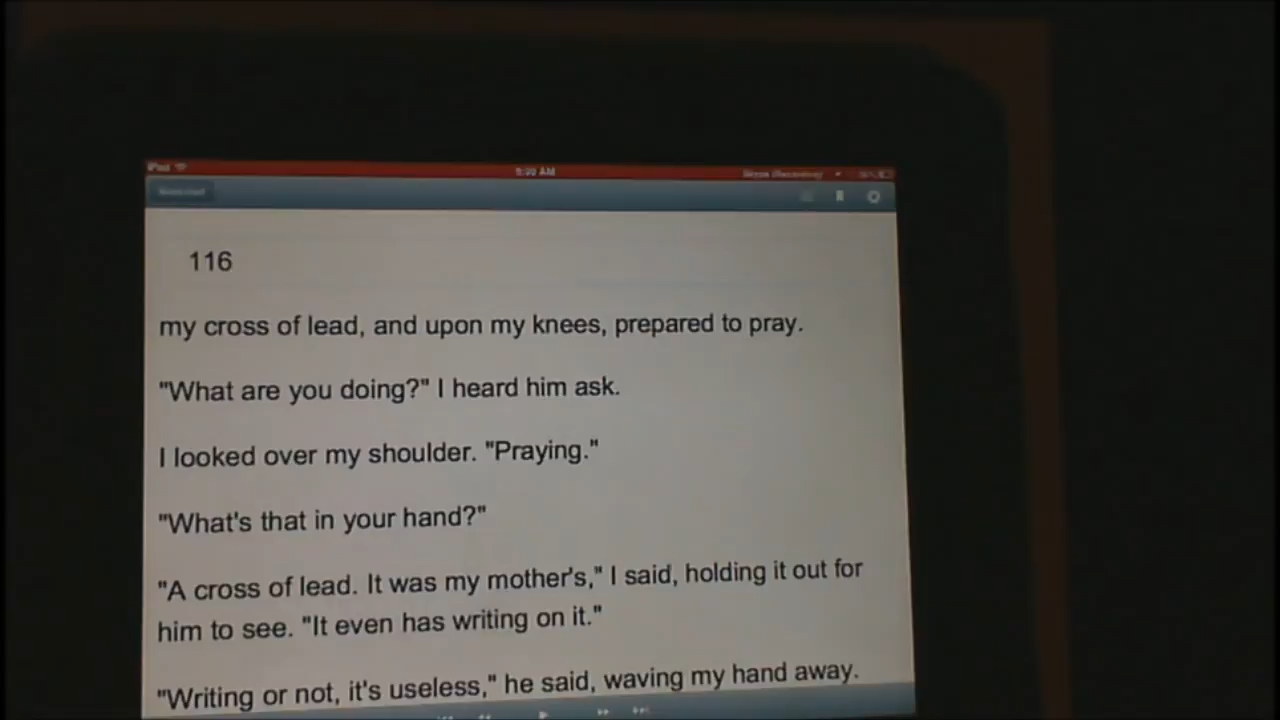 iPad
116
my cross of lead, and upon my knees, prepared to pray.
"What are you doing?" I heard him ask.
I looked over my shoulder. "Praying."
"What's that in your hand?"
"A cross of lead. It was my mother's," I said, holding it out for
him to see. "It even has writing on it."
"Writing or not, it's useless," he said, waving my hand away.